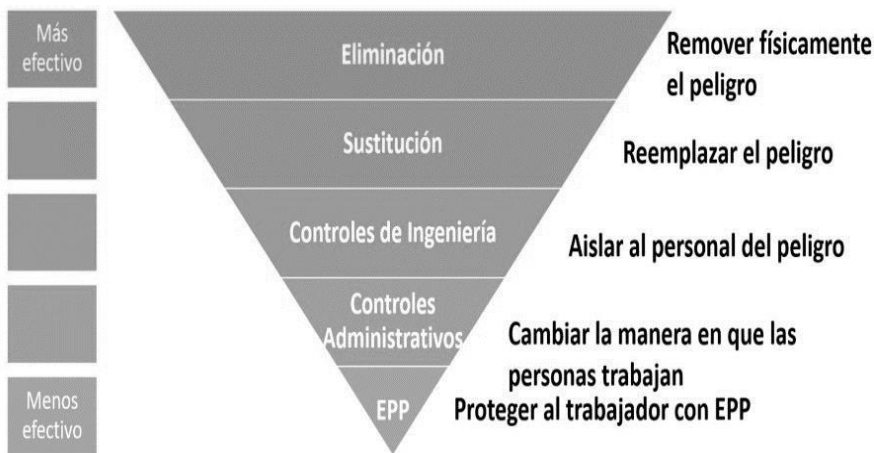 Más
efectivo
Eliminación
Remover físicamente
el peligro
Sustitución
Reemplazar el peligro
Controles de Ingeniería
Aislar al personal del peligro
Controles
Administrativos
Cambiar la manera en que las
personas trabajan
Menos
efectivo
EPP
Proteger al trabajador con EPP